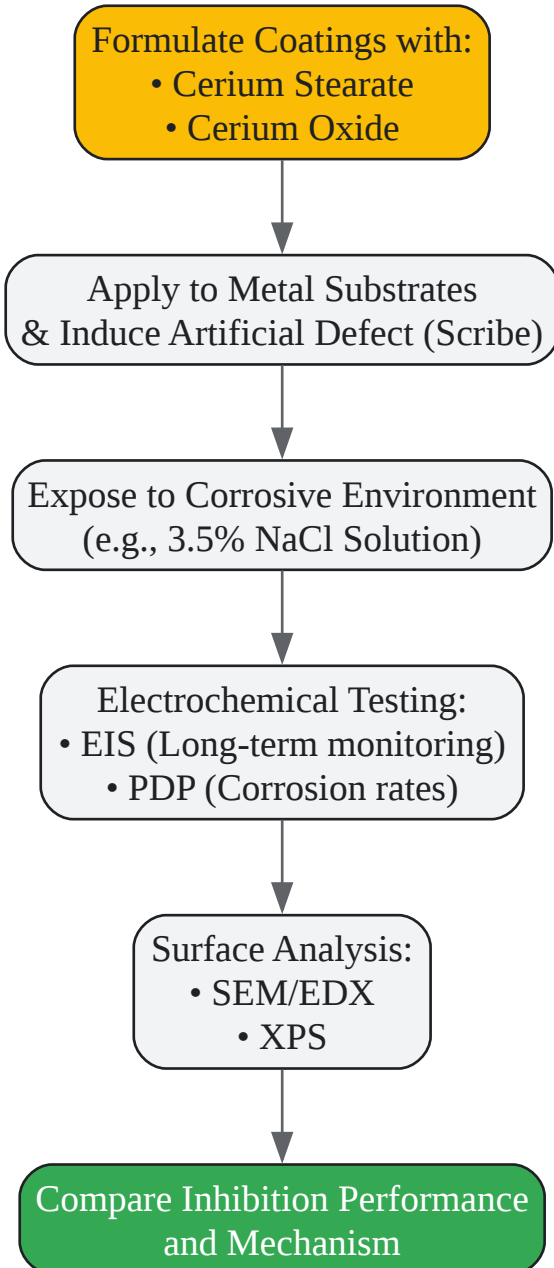 Formulate Coatings with:
• Cerium Stearate
• Cerium Oxide
Apply to Metal Substrates
& Induce Artificial Defect (Scribe)
Expose to Corrosive Environment
(e.g., 3.5% NaCl Solution)
Electrochemical Testing:
• EIS (Long-term monitoring)
• PDP (Corrosion rates)
Surface Analysis:
• SEM/EDX
• XPS
Compare Inhibition Performance
and Mechanism